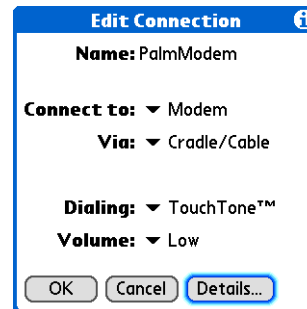 Edit Connection
Name: PalmModem
Connect to: Modem
Via: Cradle/Cable
Dialing: TouchTone™
Volume: Low
OK Cancel Details...